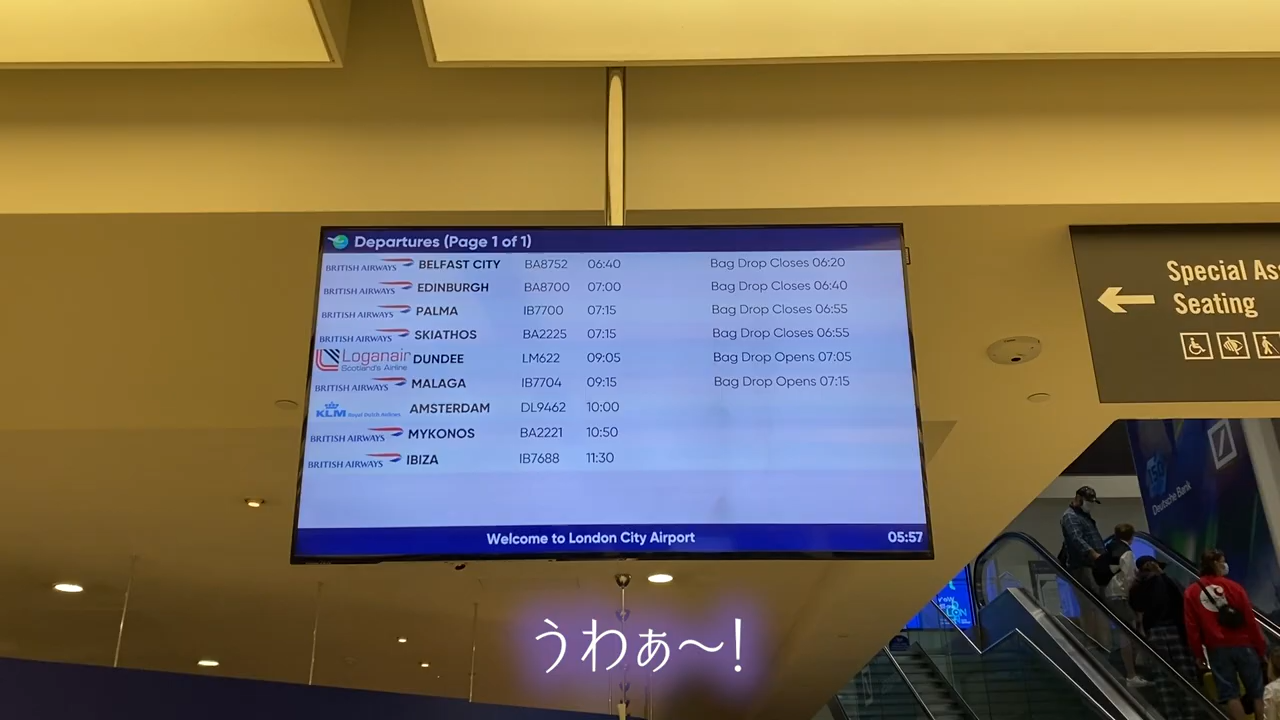 Departures (Page 1 of 1)
BRITISH AIRWAYS BELFAST CITY BA8752 06:40 Bag Drop Closes 06:20
BRITISH AIRWAYS EDINBURGH BA8700 07:00 Bag Drop Closes 06:40
BRITISH AIRWAYS PALMA IB7700 07:15 Bag Drop Closes 06:55
BRITISH AIRWAYS SKIATHOS BA2225 07:15 Bag Drop Closes 06:55
Loganair Scotland's Airline DUNDEE LM622 09:05 Bag Drop Opens 07:05
BRITISH AIRWAYS MALAGA IB7704 09:15 Bag Drop Opens 07:15
KLM Royal Dutch Airlines AMSTERDAM DL9462 10:00
BRITISH AIRWAYS MYKONOS BA2221 10:50
BRITISH AIRWAYS IBIZA IB7688 11:30
Welcome to London City Airport 05:57
Special As
Seating
Deutsche Bank
うわぁ〜!